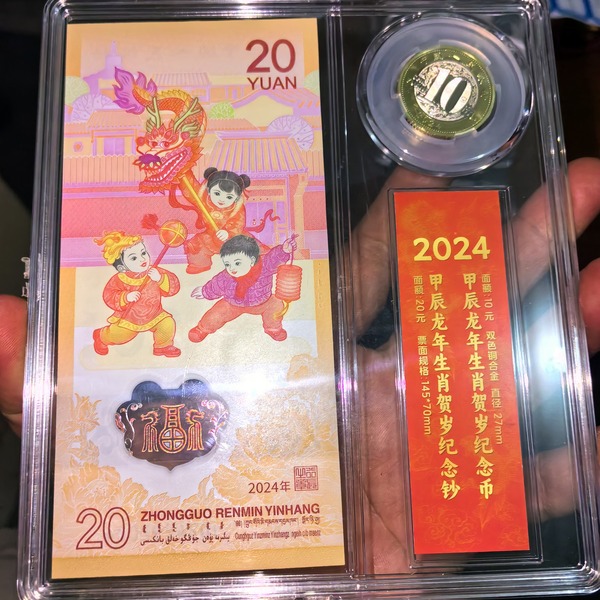 20
YUAN
10
2024
面额:10元 双色铜合金 直径:27mm
甲辰龙年生肖贺岁纪念币
甲辰龙年生肖贺岁纪念钞
面额:20元 票面规格 145*70mm
福
2024年
20
ZHONGGUO RENMIN YINHANG